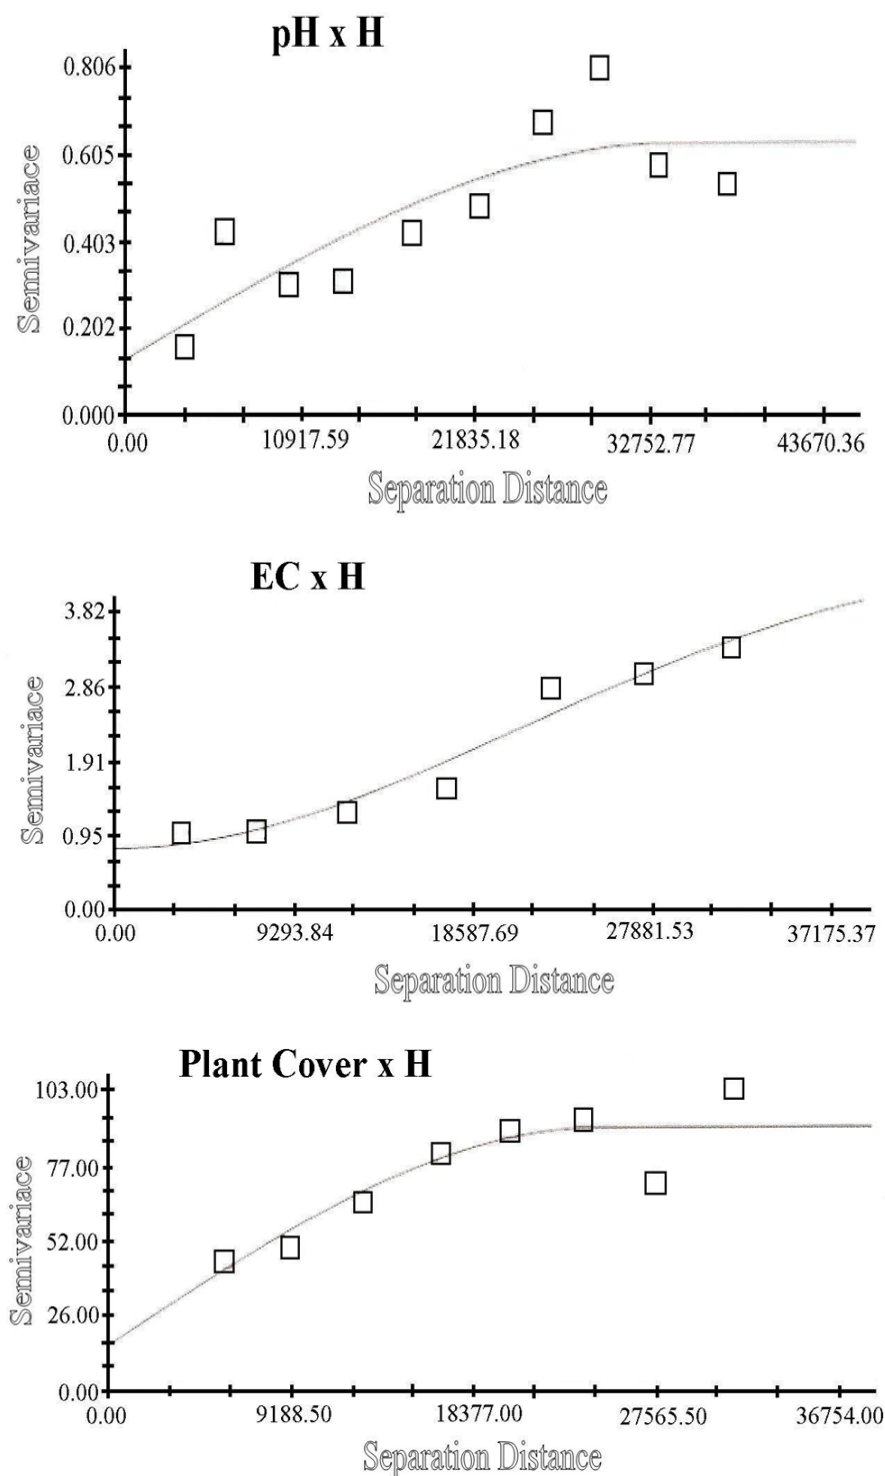 pH x H
0.806
0.605
0.403
0.202
0.000
Semivariace
0.00 10917.59 21835.18 32752.77 43670.36
Separation Distance
EC x H
3.82
2.86
1.91
0.95
0.00
Semivariace
0.00 9293.84 18587.69 27881.53 37175.37
Separation Distance
Plant Cover x H
103.00
77.00
52.00
26.00
0.00
Semivariace
0.00 9188.50 18377.00 27565.50 36754.00
Separation Distance